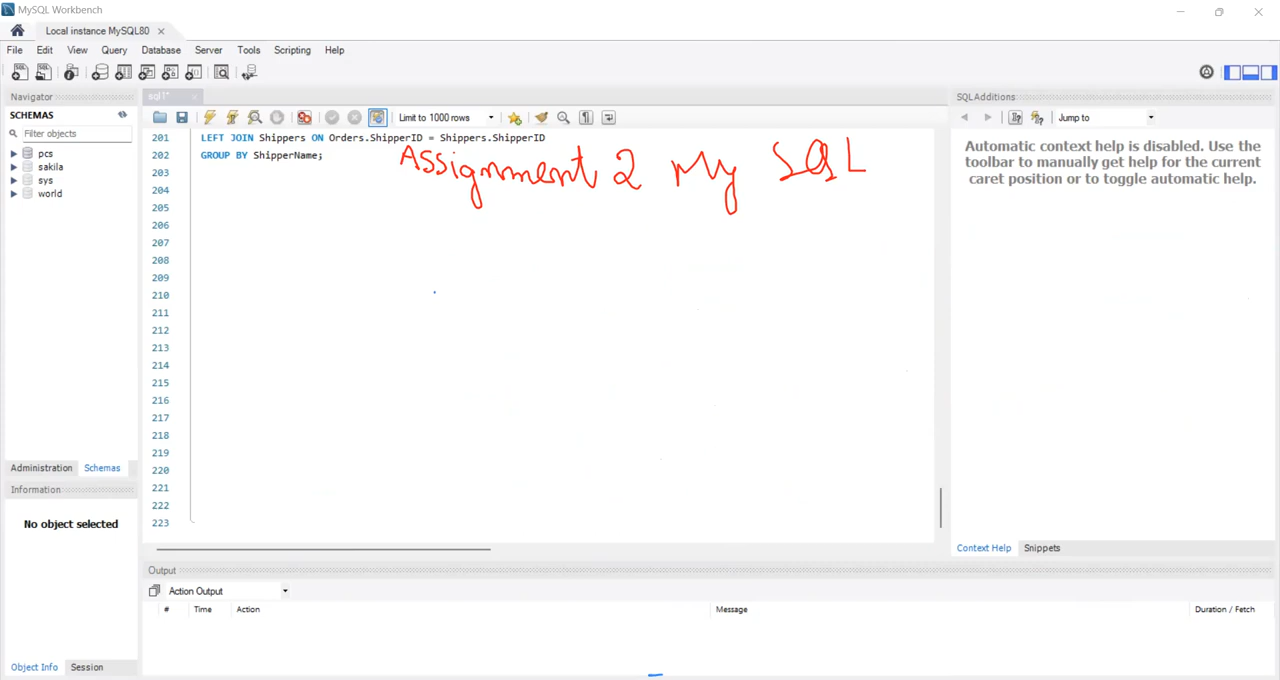 MySQL Workbench
Local instance MySQL80
File Edit View Query Database Server Tools Scripting Help
Navigator
SCHEMAS
Filter objects
pcs
sakila
sys
world
Administration Schemas
Information
No object selected
Object Info Session
sql1*
Limit to 1000 rows
201 LEFT JOIN Shippers ON Orders.ShipperID = Shippers.ShipperID
202 GROUP BY ShipperName;
Assignment 2 My SQL
203
204
205
206
207
208
209
210
211
212
213
214
215
216
217
218
219
220
221
222
223
SQLAdditions
Jump to
Automatic context help is disabled. Use the
toolbar to manually get help for the current
caret position or to toggle automatic help.
Context Help Snippets
Output
Action Output
# Time Action Message Duration / Fetch